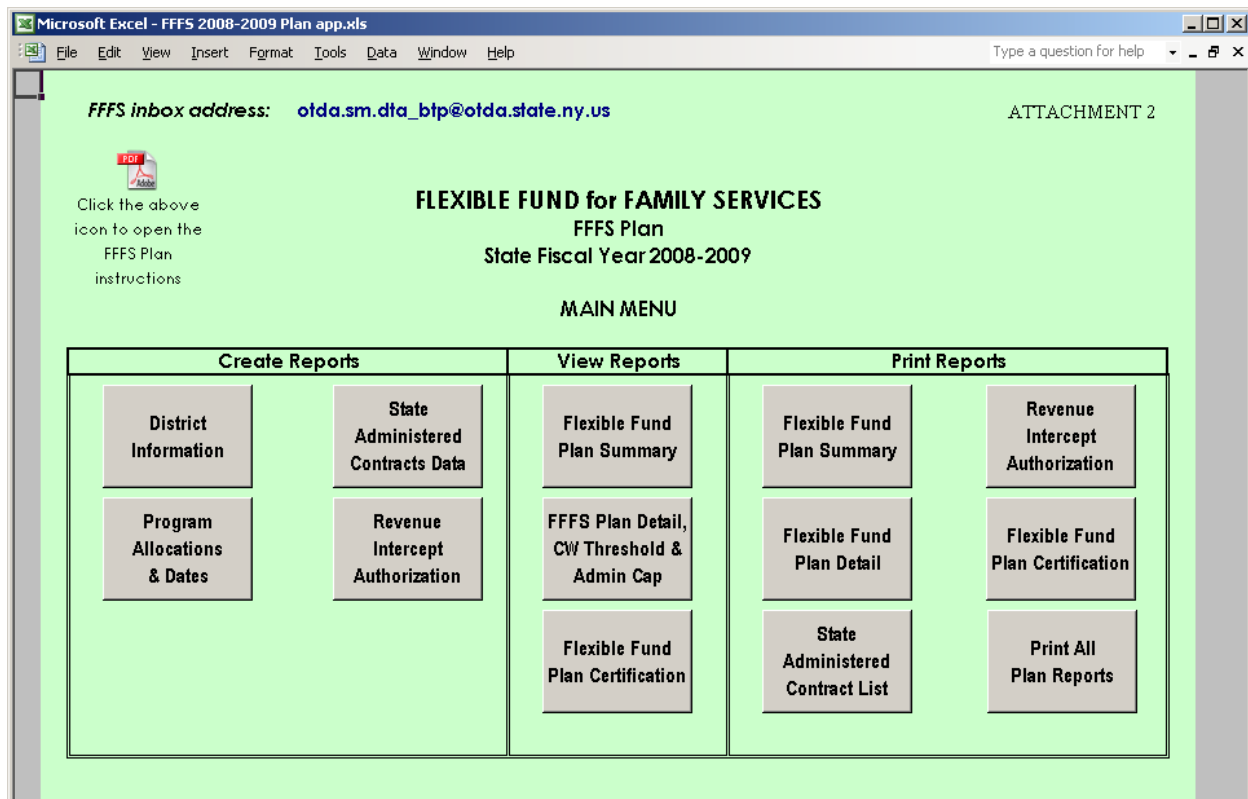 Microsoft Excel - FFFS 2008-2009 Plan app.xls
File Edit View Insert Format Tools Data Window Help Type a question for help
FFFS inbox address: otda.sm.dta_btp@otda.state.ny.us
ATTACHMENT 2
PDF
Adobe
Click the above
icon to open the
FFFS Plan
instructions
FLEXIBLE FUND for FAMILY SERVICES
FFFS Plan
State Fiscal Year 2008-2009
MAIN MENU
Create Reports
District
Information
State
Administered
Contracts Data
Program
Allocations
& Dates
Revenue
Intercept
Authorization
View Reports
Flexible Fund
Plan Summary
FFFS Plan Detail,
CW Threshold &
Admin Cap
Flexible Fund
Plan Certification
Print Reports
Flexible Fund
Plan Summary
Revenue
Intercept
Authorization
Flexible Fund
Plan Detail
Flexible Fund
Plan Certification
State
Administered
Contract List
Print All
Plan Reports